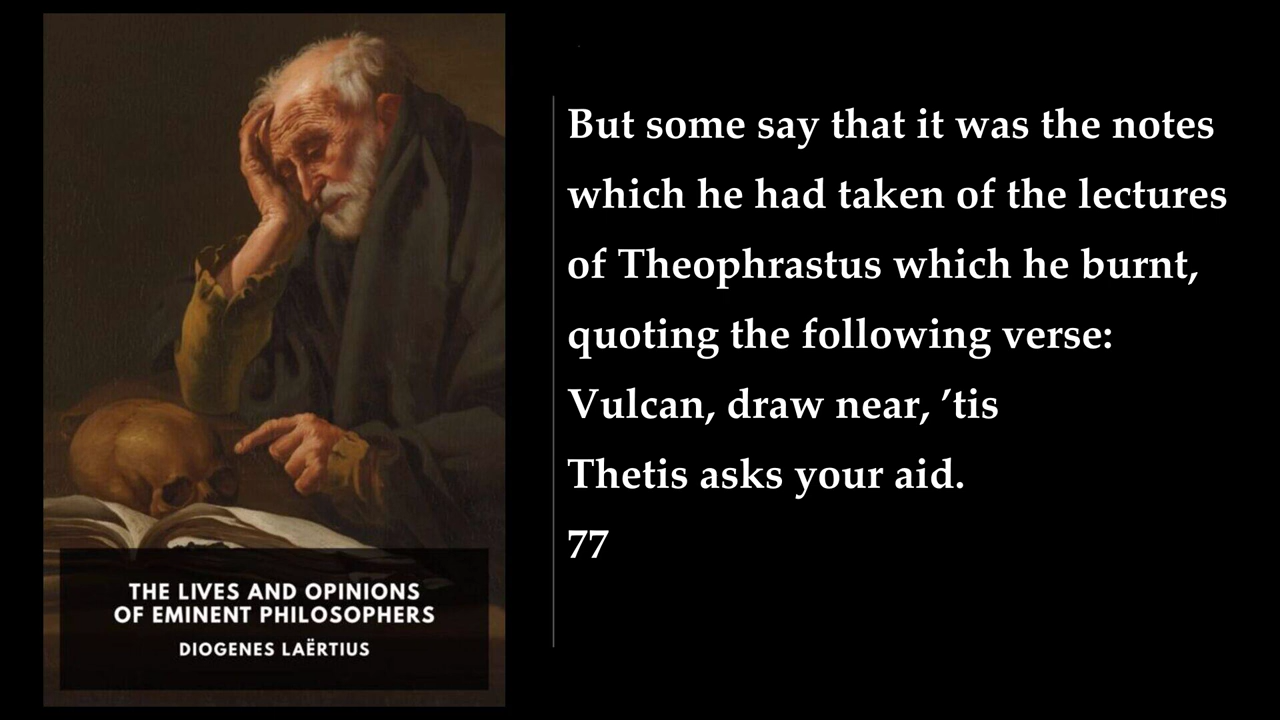 THE LIVES AND OPINIONS
OF EMINENT PHILOSOPHERS
DIOGENES LAËRTIUS
But some say that it was the notes
which he had taken of the lectures
of Theophrastus which he burnt,
quoting the following verse:
Vulcan, draw near, ’tis
Thetis asks your aid.
77